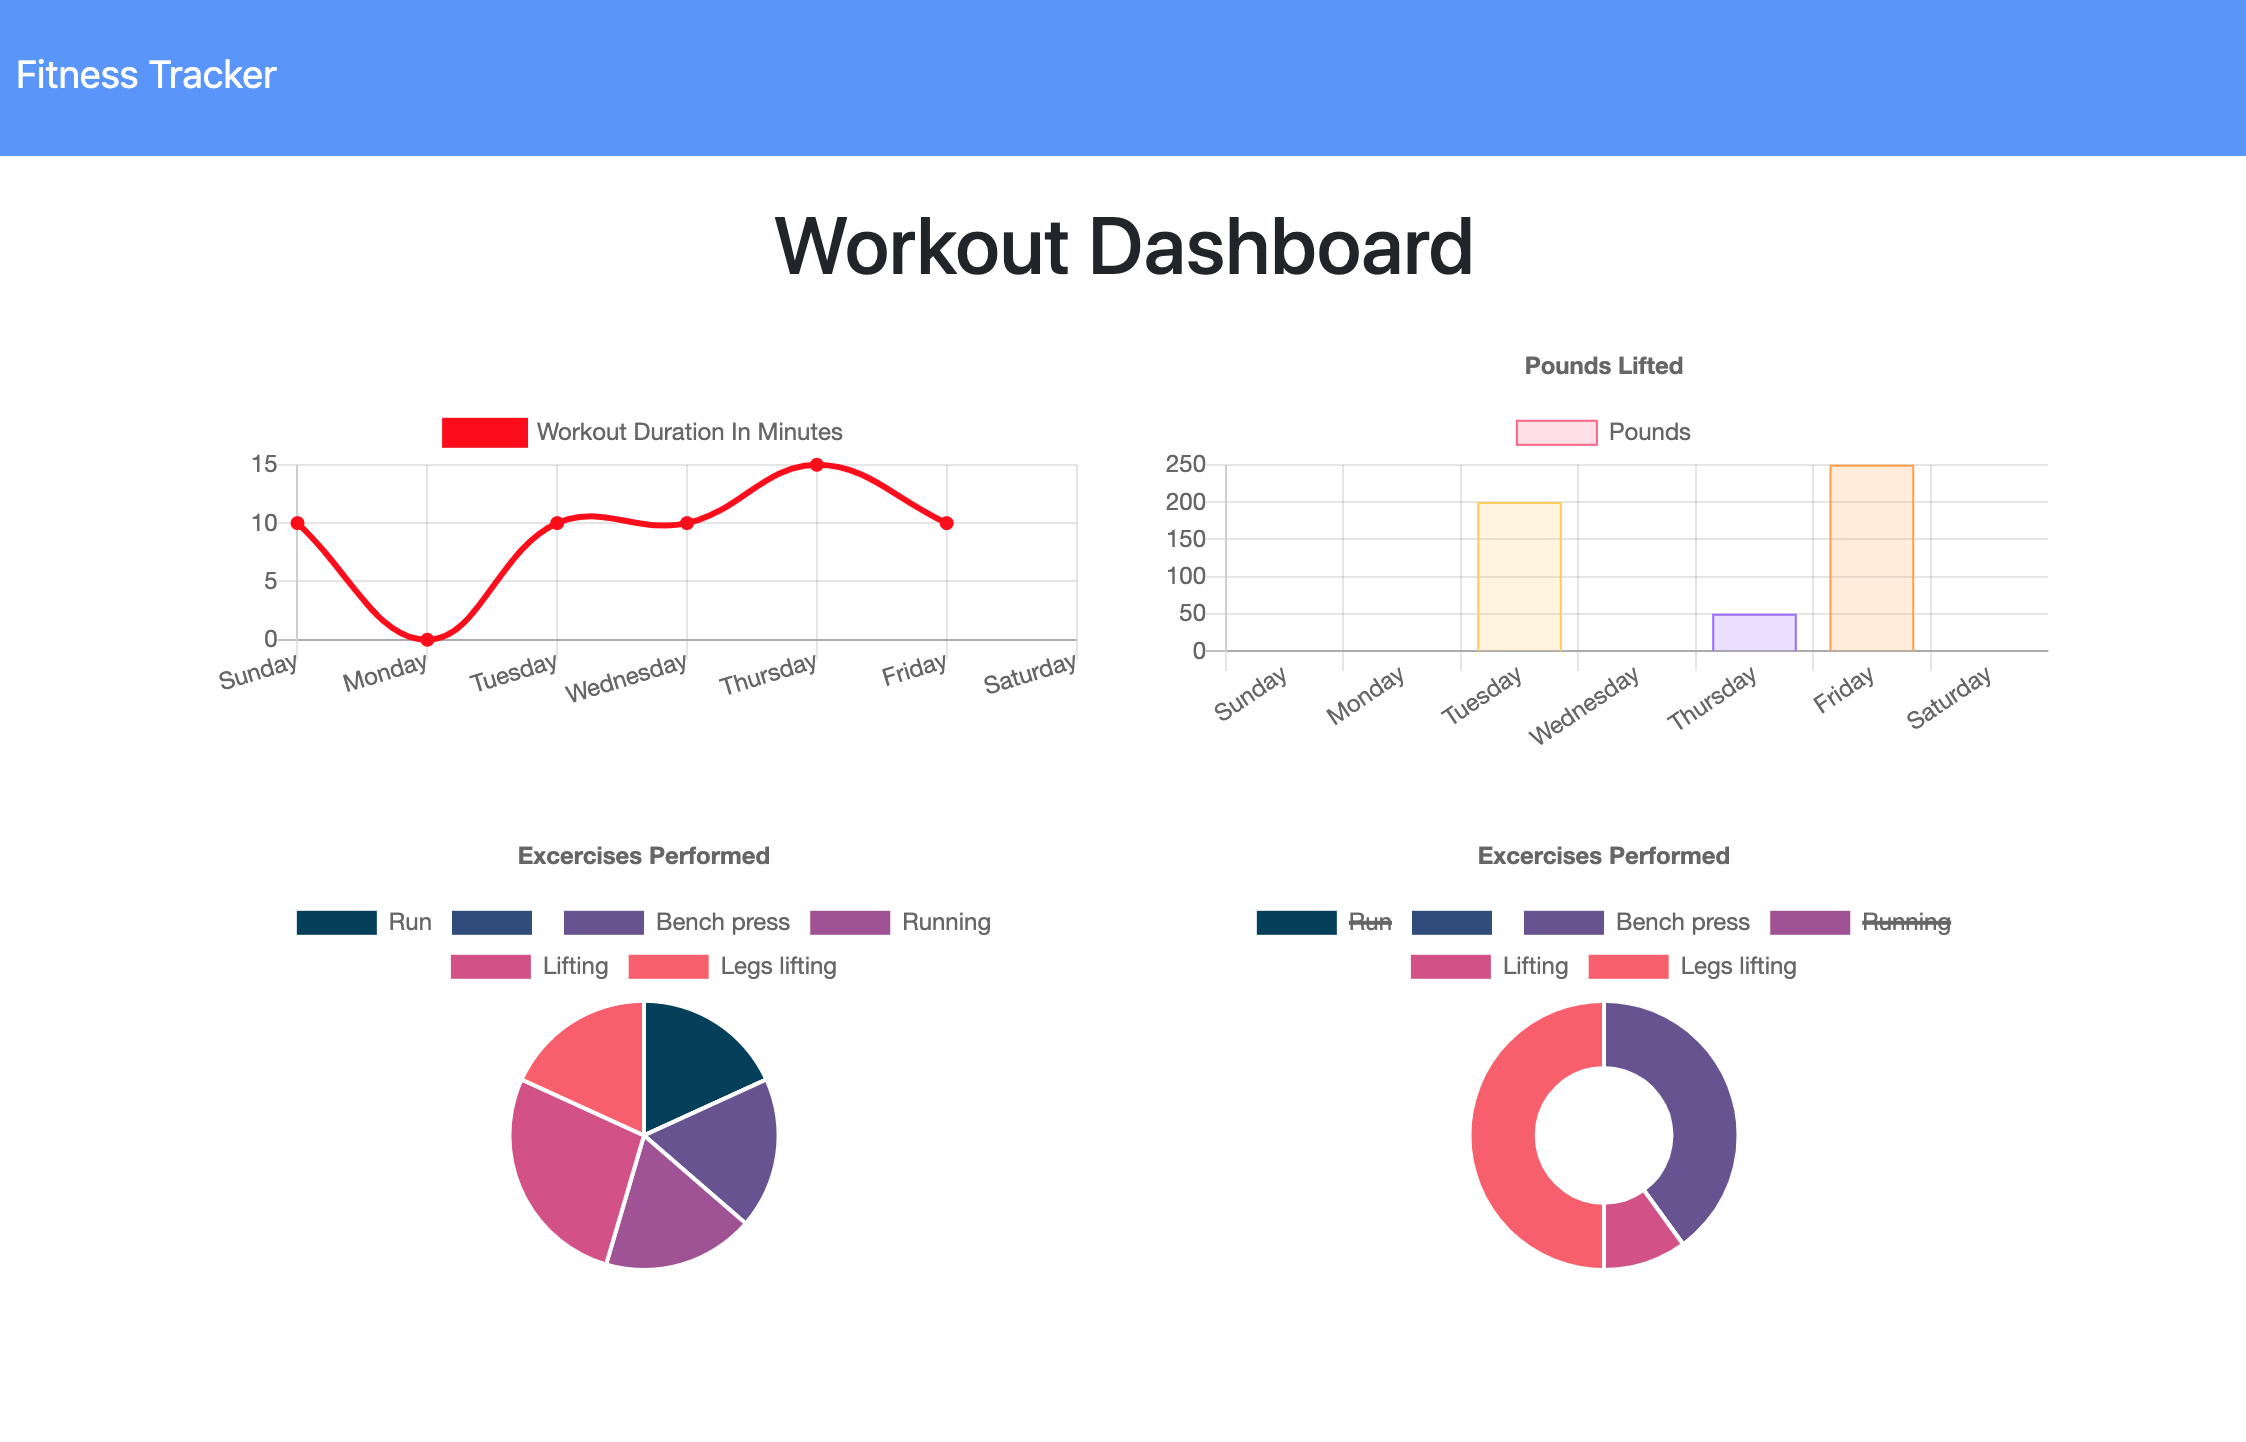 Fitness Tracker
Workout Dashboard
Workout Duration In Minutes
15
10
5
0
Sunday Monday Tuesday Wednesday Thursday Friday Saturday
Pounds Lifted
Pounds
250
200
150
100
50
0
Sunday Monday Tuesday Wednesday Thursday Friday Saturday
Excercises Performed
Run Bench press Running
Lifting Legs lifting
Excercises Performed
Run Bench press Running
Lifting Legs lifting